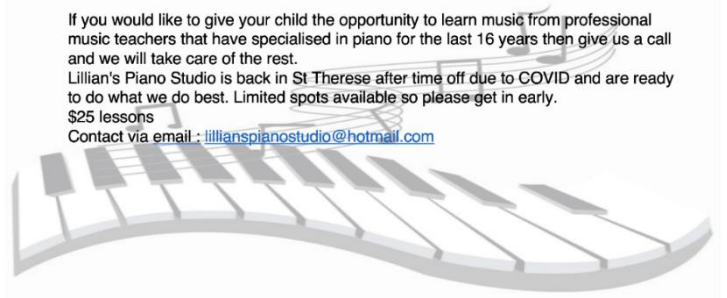 If you would like to give your child the opportunity to learn music from professional
music teachers that have specialised in piano for the last 16 years then give us a call
and we will take care of the rest.
Lillian's Piano Studio is back in St Therese after time off due to COVID and are ready
to do what we do best. Limited spots available so please get in early.
$25 lessons
Contact via email : lillianspianostudio@hotmail.com